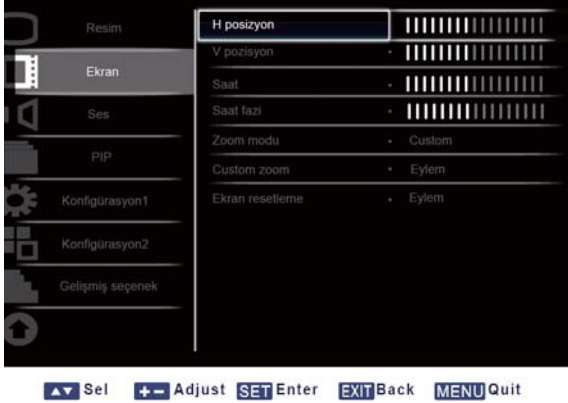 Resim
Ekran
Ses
PIP
Konfigürasyon1
Konfigürasyon2
Gelişmiş seçenek
H posizyon
V pozisyon
Saat
Saat fazi
Zoom modu · Custom
Custom zoom · Eylem
Ekran resetleme · Eylem
Sel Adjust SET Enter EXIT Back MENU Quit